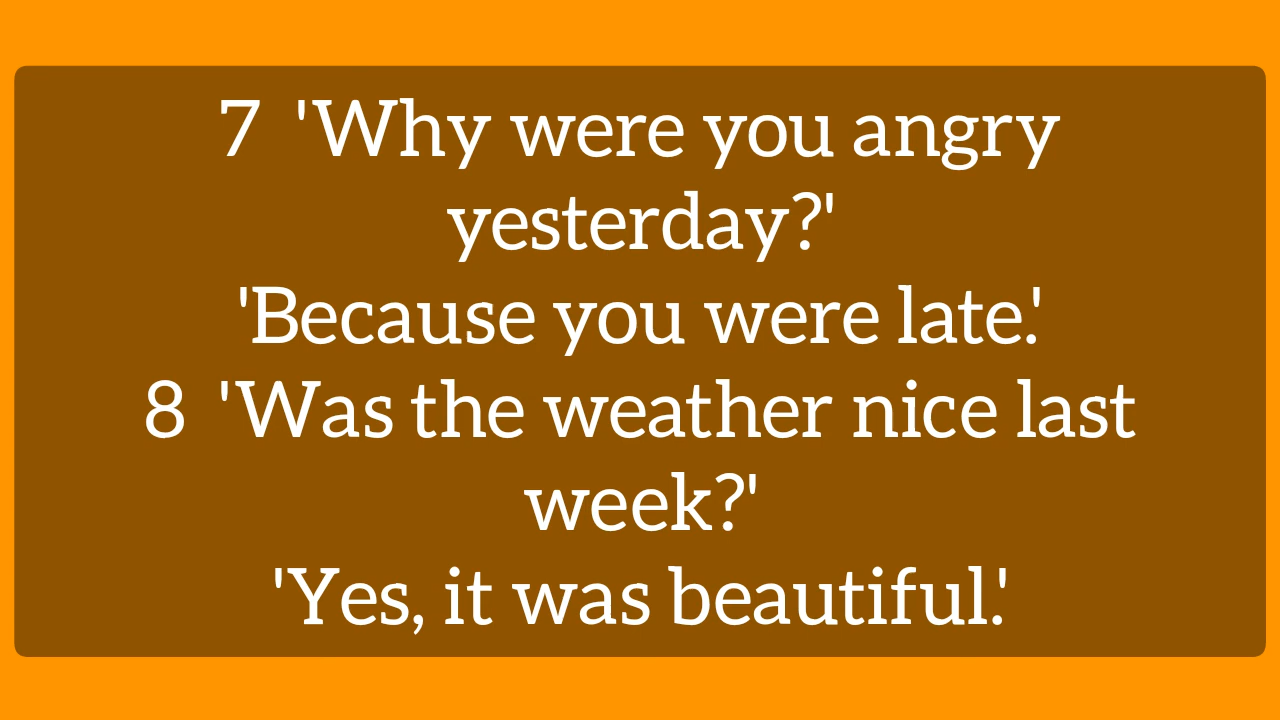 7  'Why were you angry
yesterday?'
'Because you were late.'
8  'Was the weather nice last
week?'
'Yes, it was beautiful.'